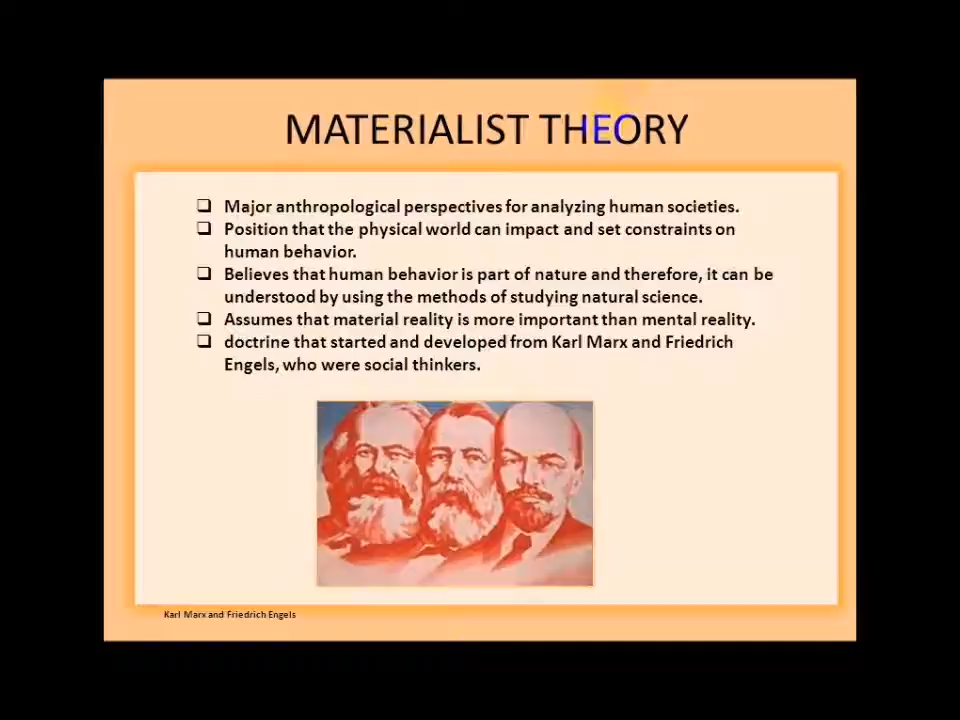 MATERIALIST THEORY
❑ Major anthropological perspectives for analyzing human societies.
❑ Position that the physical world can impact and set constraints on
human behavior.
❑ Believes that human behavior is part of nature and therefore, it can be
understood by using the methods of studying natural science.
❑ Assumes that material reality is more important than mental reality.
❑ doctrine that started and developed from Karl Marx and Friedrich
Engels, who were social thinkers.
Karl Marx and Friedrich Engels